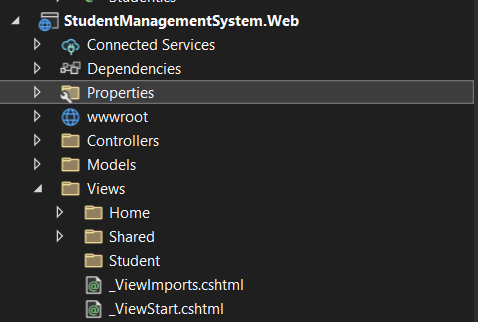 StudentManagementSystem.Web
Connected Services
Dependencies
Properties
wwwroot
Controllers
Models
Views
Home
Shared
Student
_ViewImports.cshtml
_ViewStart.cshtml